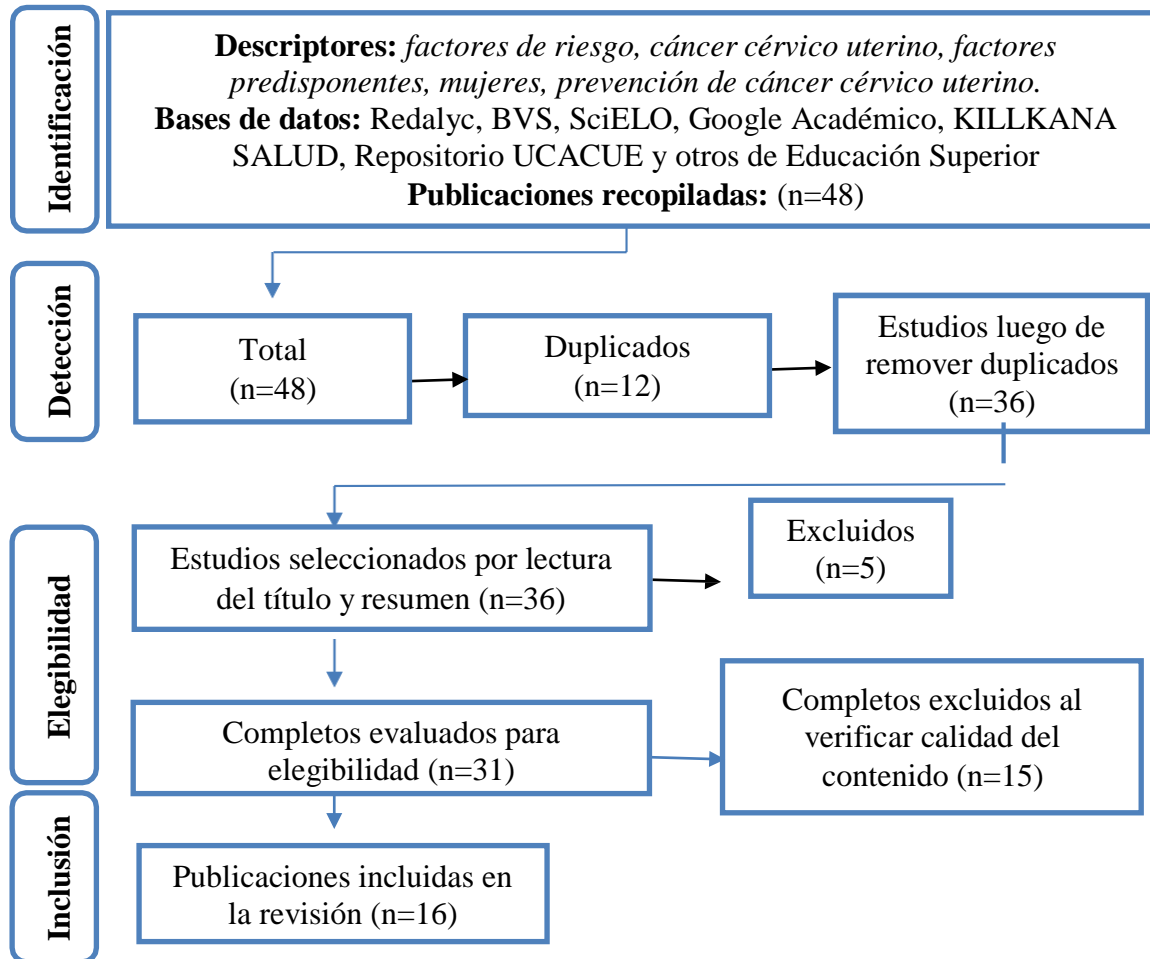 Identificación
Descriptores: factores de riesgo, cáncer cérvico uterino, factores
predisponentes, mujeres, prevención de cáncer cérvico uterino.
Bases de datos: Redalyc, BVS, SciELO, Google Académico, KILLKANA
SALUD, Repositorio UCACUE y otros de Educación Superior
Publicaciones recopiladas: (n=48)
Detección
Total
(n=48)
Duplicados
(n=12)
Estudios luego de
remover duplicados
(n=36)
Elegibilidad
Estudios seleccionados por lectura
del título y resumen (n=36)
Excluidos
(n=5)
Completos evaluados para
elegibilidad (n=31)
Completos excluidos al
verificar calidad del
contenido (n=15)
Inclusión
Publicaciones incluidas en
la revisión (n=16)